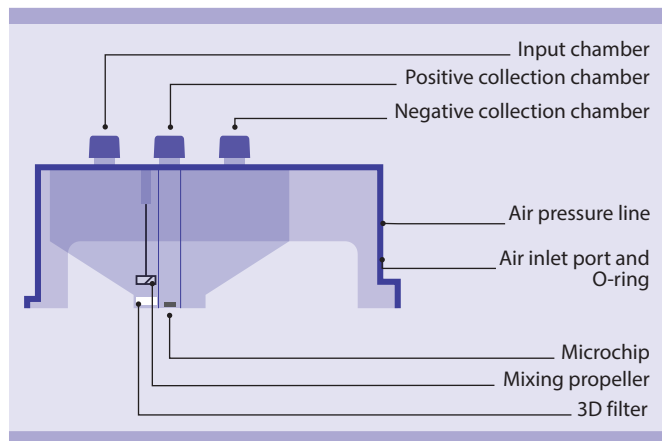 Input chamber
Positive collection chamber
Negative collection chamber
Air pressure line
Air inlet port and
O-ring
Microchip
Mixing propeller
3D filter